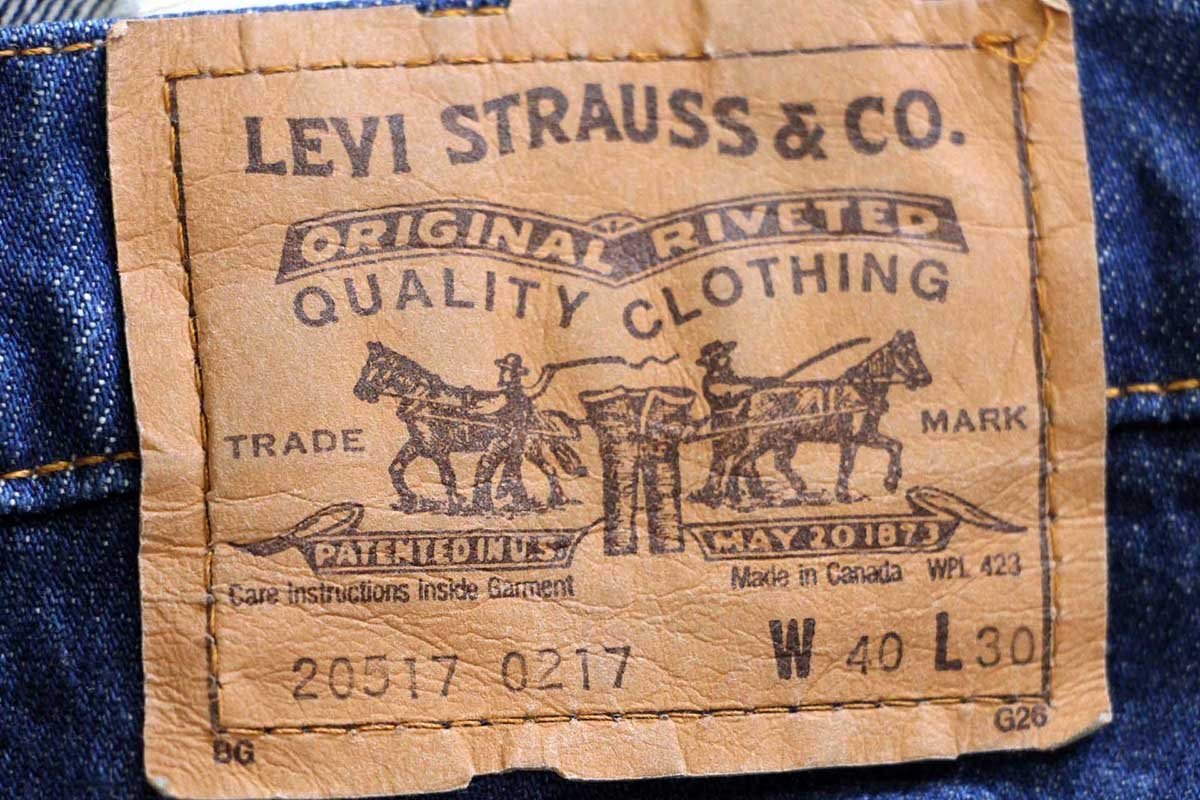 LEVI STRAUSS & CO.
ORIGINAL RIVETED
QUALITY CLOTHING
TRADE MARK
PATENTED IN U.S. MAY 20 1873
Care Instructions Inside Garment Made in Canada WPL 423
20517 0217 W 40 L 30
BG G26